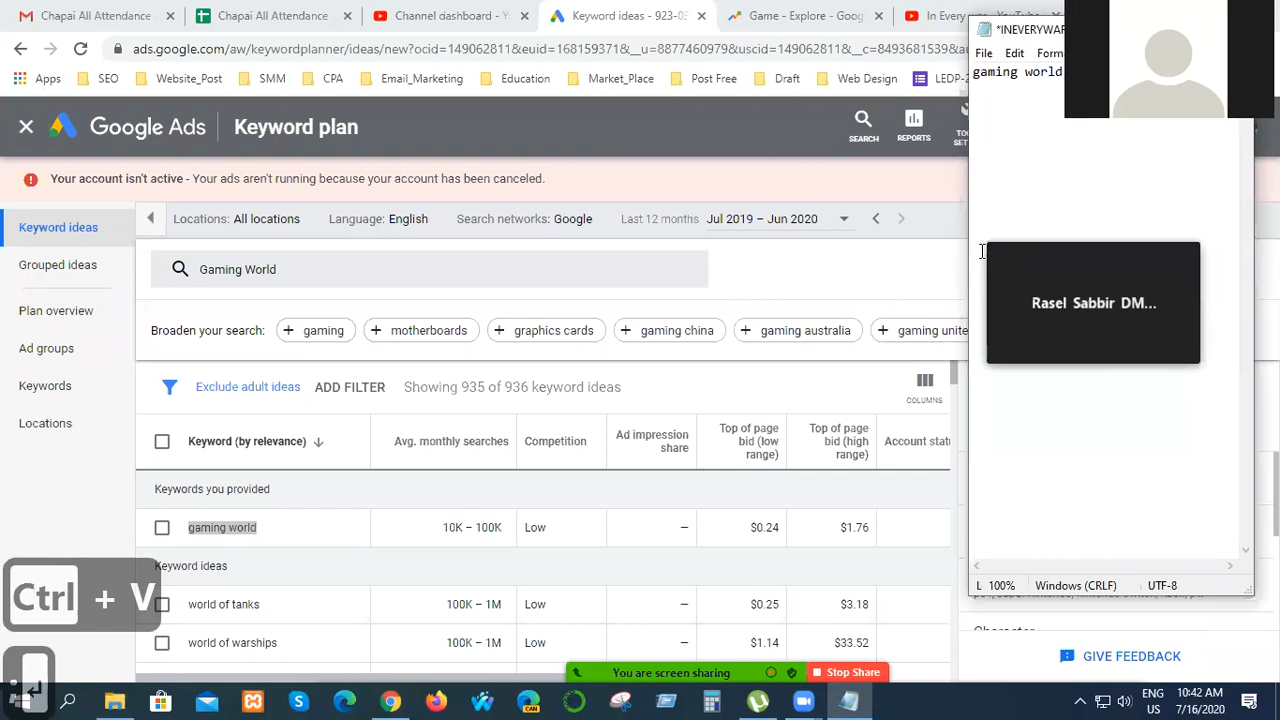 Chapai All Attendance
Chapai All Attendance
Channel dashboard - Yo
Keyword ideas - 923-03
Game - Explore - Goog
In Every war - YouTube
ads.google.com/aw/keywordplanner/ideas/new?ocid=149062811&euid=168159371&__u=8877460979&uscid=149062811&__c=8493681539&au
Apps
SEO
Website_Post
SMM
CPA
Email_Marketing
Education
Market_Place
Post Free
Draft
Web Design
LEDP-2
*INEVERYWAR
File Edit Form
gaming world
Google Ads
Keyword plan
SEARCH
REPORTS
Your account isn't active - Your ads aren't running because your account has been canceled.
Keyword ideas
Grouped ideas
Plan overview
Ad groups
Keywords
Locations
Locations: All locations
Language: English
Search networks: Google
Last 12 months Jul 2019 – Jun 2020
Gaming World
Broaden your search:
+ gaming
+ motherboards
+ graphics cards
+ gaming china
+ gaming australia
+ gaming unite
Rasel Sabbir DM...
Exclude adult ideas
ADD FILTER
Showing 935 of 936 keyword ideas
COLUMNS
Keyword (by relevance)
Avg. monthly searches
Competition
Ad impression share
Top of page bid (low range)
Top of page bid (high range)
Account statu
Keywords you provided
gaming world 10K – 100K Low – $0.24 $1.76
Keyword ideas
world of tanks 100K – 1M Low – $0.25 $3.18
world of warships 100K – 1M Low – $1.14 $33.52
L 100% Windows (CRLF) UTF-8
GIVE FEEDBACK
Ctrl + V
You are screen sharing
Stop Share
ENG
US
10:42 AM
7/16/2020